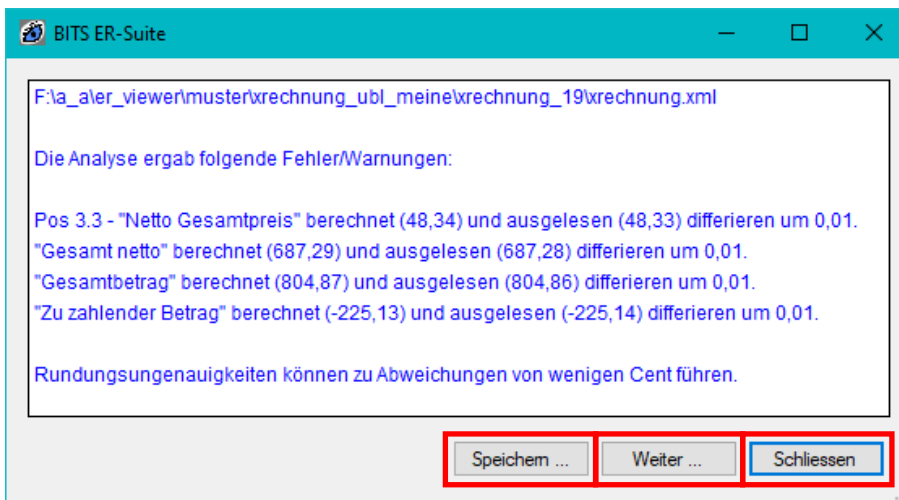 BITS ER-Suite
F:\a_a\er_viewer\muster\xrechnung_ubl_meine\xrechnung_19\xrechnung.xml
Die Analyse ergab folgende Fehler/Warnungen:
Pos 3.3 - "Netto Gesamtpreis" berechnet (48,34) und ausgelesen (48,33) differieren um 0,01.
"Gesamt netto" berechnet (687,29) und ausgelesen (687,28) differieren um 0,01.
"Gesamtbetrag" berechnet (804,87) und ausgelesen (804,86) differieren um 0,01.
"Zu zahlender Betrag" berechnet (-225,13) und ausgelesen (-225,14) differieren um 0,01.
Rundungsungenauigkeiten können zu Abweichungen von wenigen Cent führen.
Speichern ... Weiter ... Schliessen